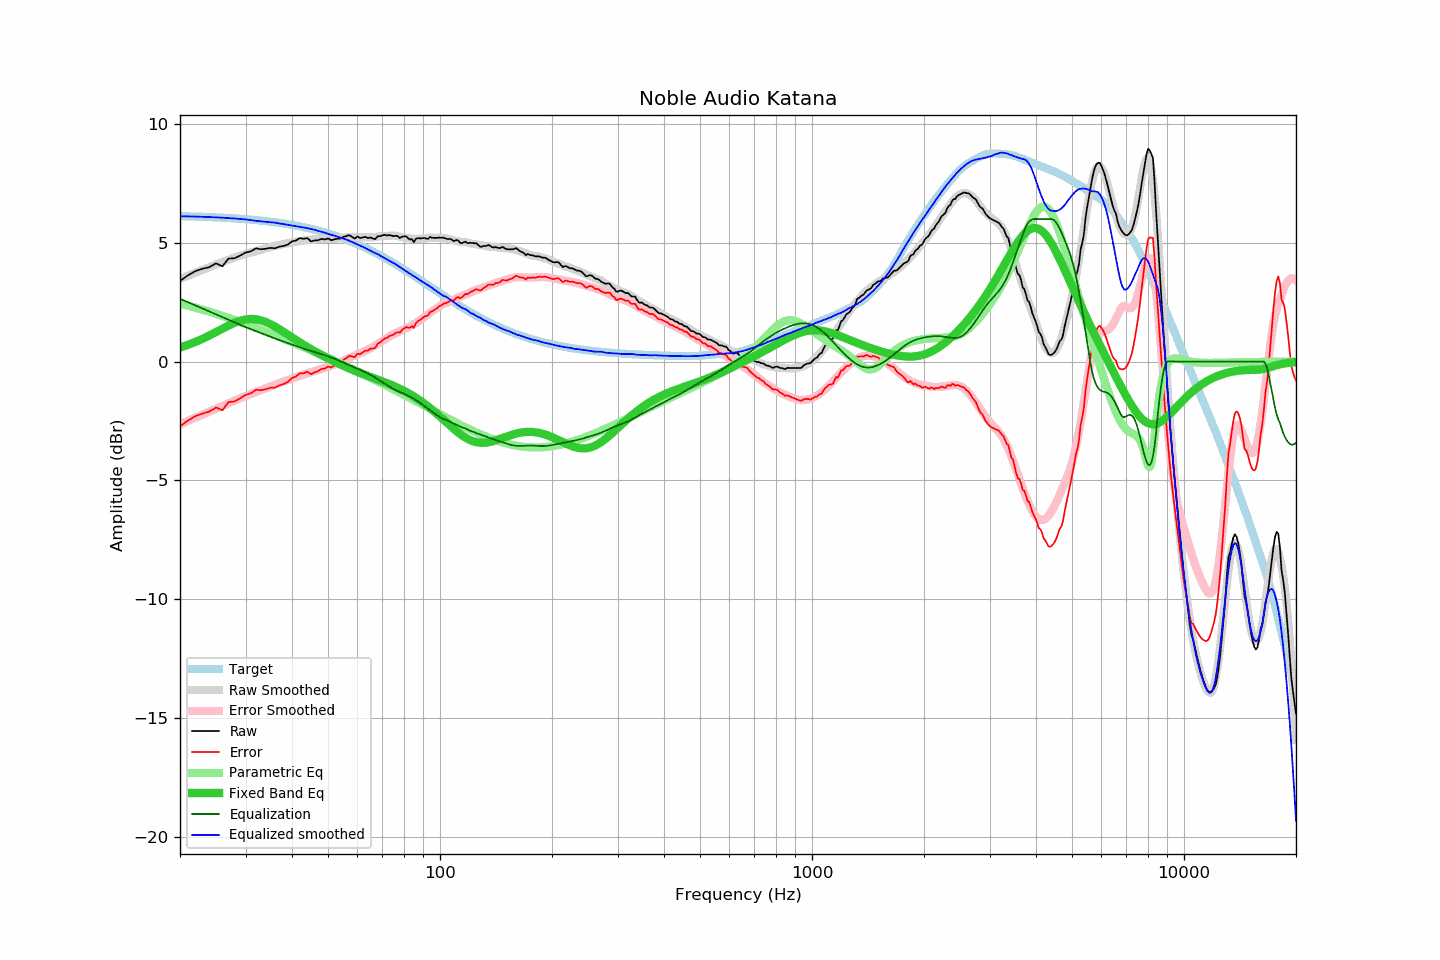 Noble Audio Katana
10
5
0
−5
−10
−15
−20
Amplitude (dBr)
100
1000
10000
Frequency (Hz)
Target
Raw Smoothed
Error Smoothed
Raw
Error
Parametric Eq
Fixed Band Eq
Equalization
Equalized smoothed